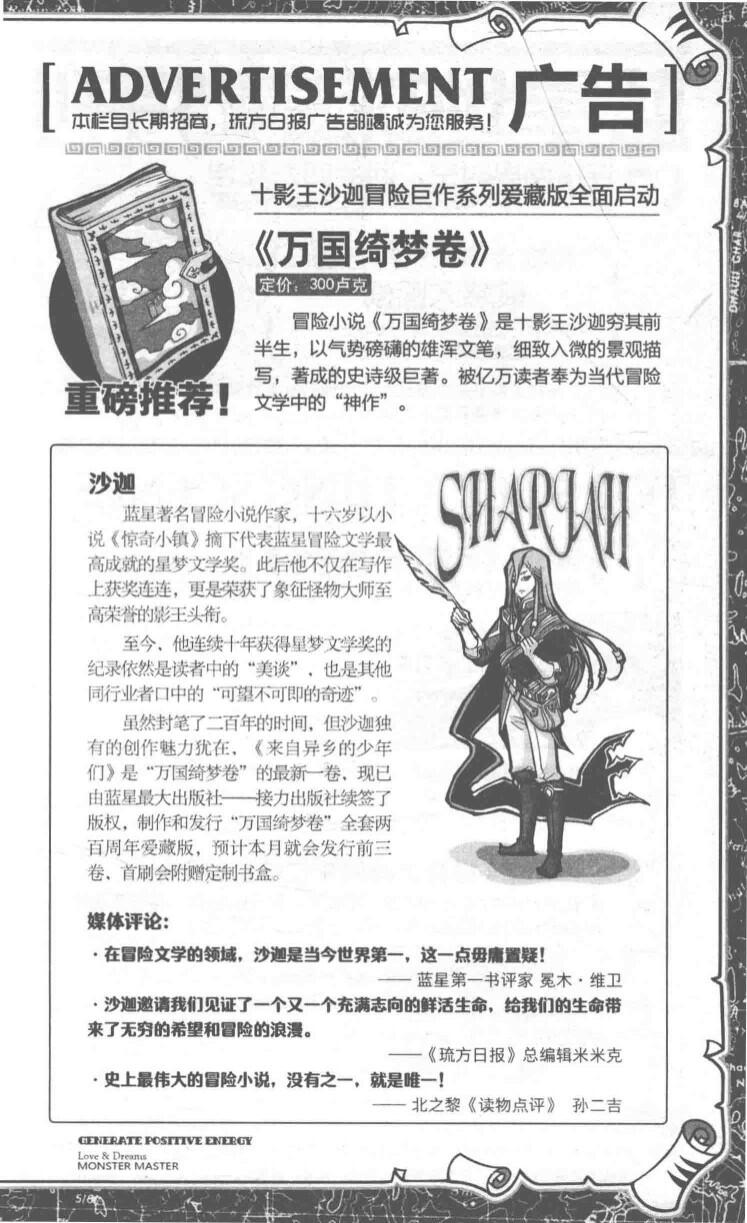 ADVERTISEMENT 广告
本栏目长期招商，琉方日报广告部竭诚为您服务！
十影王沙迦冒险巨作系列爱藏版全面启动
《万国绮梦卷》
定价：300卢克
冒险小说《万国绮梦卷》是十影王沙迦穷其前
半生，以气势磅礴的雄浑文笔，细致入微的景观描
写，著成的史诗级巨著。被亿万读者奉为当代冒险
文学中的“神作”。
重磅推荐！
沙迦
蓝星著名冒险小说作家，十六岁以小
说《惊奇小镇》摘下代表蓝星冒险文学最
高成就的星梦文学奖。此后他不仅在写作
上获奖连连，更是荣获了象征怪物大师至
高荣誉的影王头衔。
至今、他连续十年获得星梦文学奖的
纪录依然是读者中的“美谈”，也是其他
同行业者口中的“可望不可即的奇迹”。
虽然封笔了二百年的时间，但沙迦独
有的创作魅力犹在，《来自异乡的少年
们》是“万国绮梦卷”的最新一卷、现已
由蓝星最大出版社——接力出版社续签了
版权，制作和发行“万国绮梦卷”全套两
百周年爱藏版，预计本月就会发行前三
卷、首刷会附赠定制书盒。
SHARJAH
媒体评论：
·在冒险文学的领域，沙迦是当今世界第一，这一点毋庸置疑！
—— 蓝星第一书评家 冕木·维卫
·沙迦邀请我们见证了一个又一个充满志向的鲜活生命，给我们的生命带
来了无穷的希望和冒险的浪漫。
——《琉方日报》总编辑米米克
·史上最伟大的冒险小说，没有之一，就是唯一！
—— 北之黎《读物点评》 孙二吉
GENERATE POSITIVE ENERGY
Love & Dreams
MONSTER MASTER